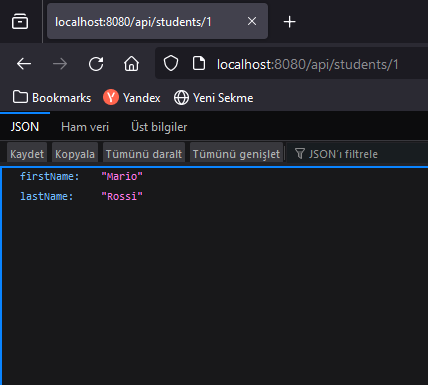 localhost:8080/api/students/1
localhost:8080/api/students/1
Bookmarks Yandex Yeni Sekme
JSON Ham veri Üst bilgiler
Kaydet Kopyala Tümünü daralt Tümünü genişlet JSON'ı filtrele
firstName: "Mario"
lastName: "Rossi"